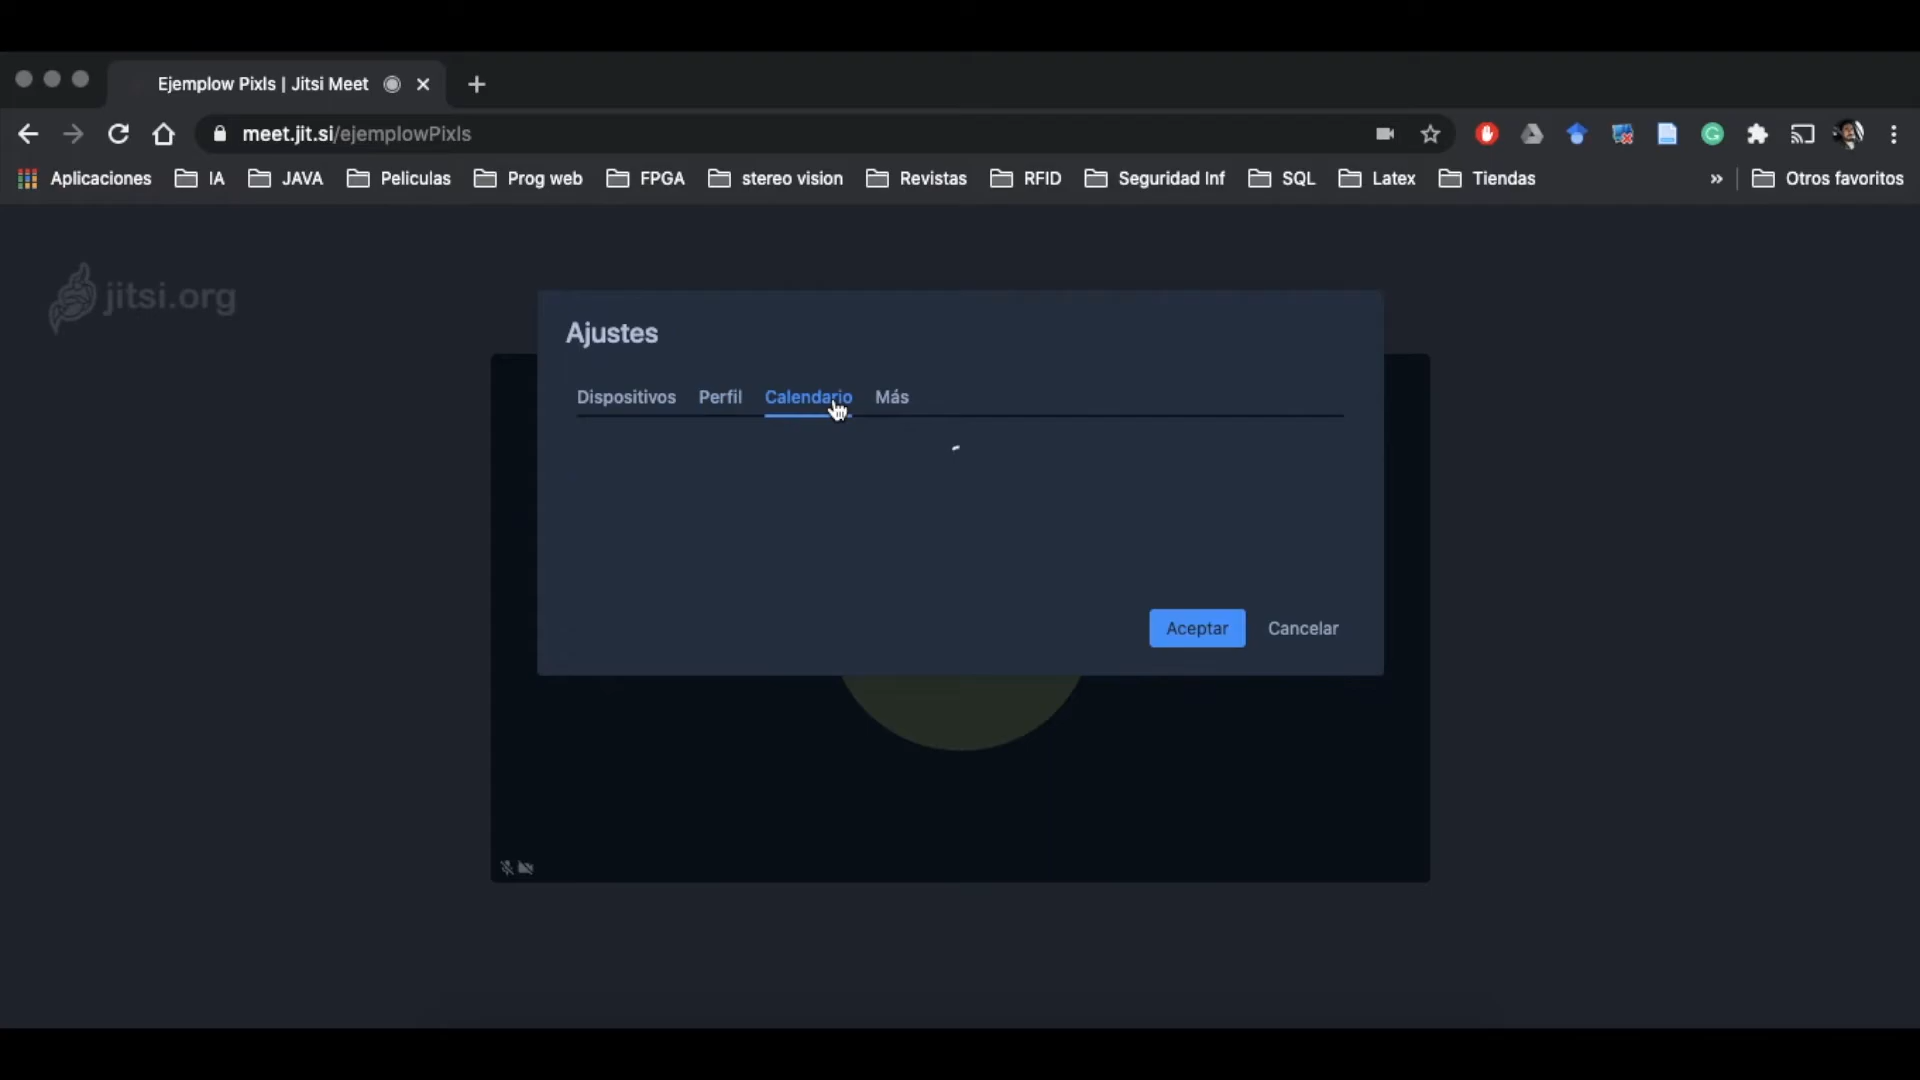 Ejemplow Pixls | Jitsi Meet
meet.jit.si/ejemplowPixls
Aplicaciones IA JAVA Peliculas Prog web FPGA stereo vision Revistas RFID Seguridad Inf SQL Latex Tiendas » Otros favoritos
jitsi.org
Ajustes
Dispositivos Perfil Calendario Más
Aceptar Cancelar